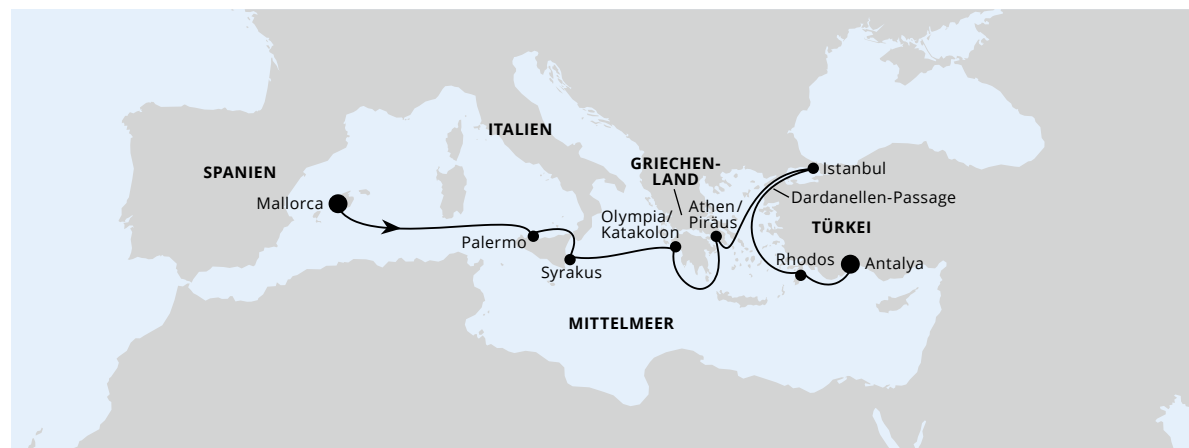 ITALIEN
SPANIEN
Mallorca
Palermo
Syrakus
Olympia/
Katakolon
GRIECHEN-
LAND
Athen/
Piräus
Istanbul
Dardanellen-Passage
TÜRKEI
Rhodos
Antalya
MITTELMEER